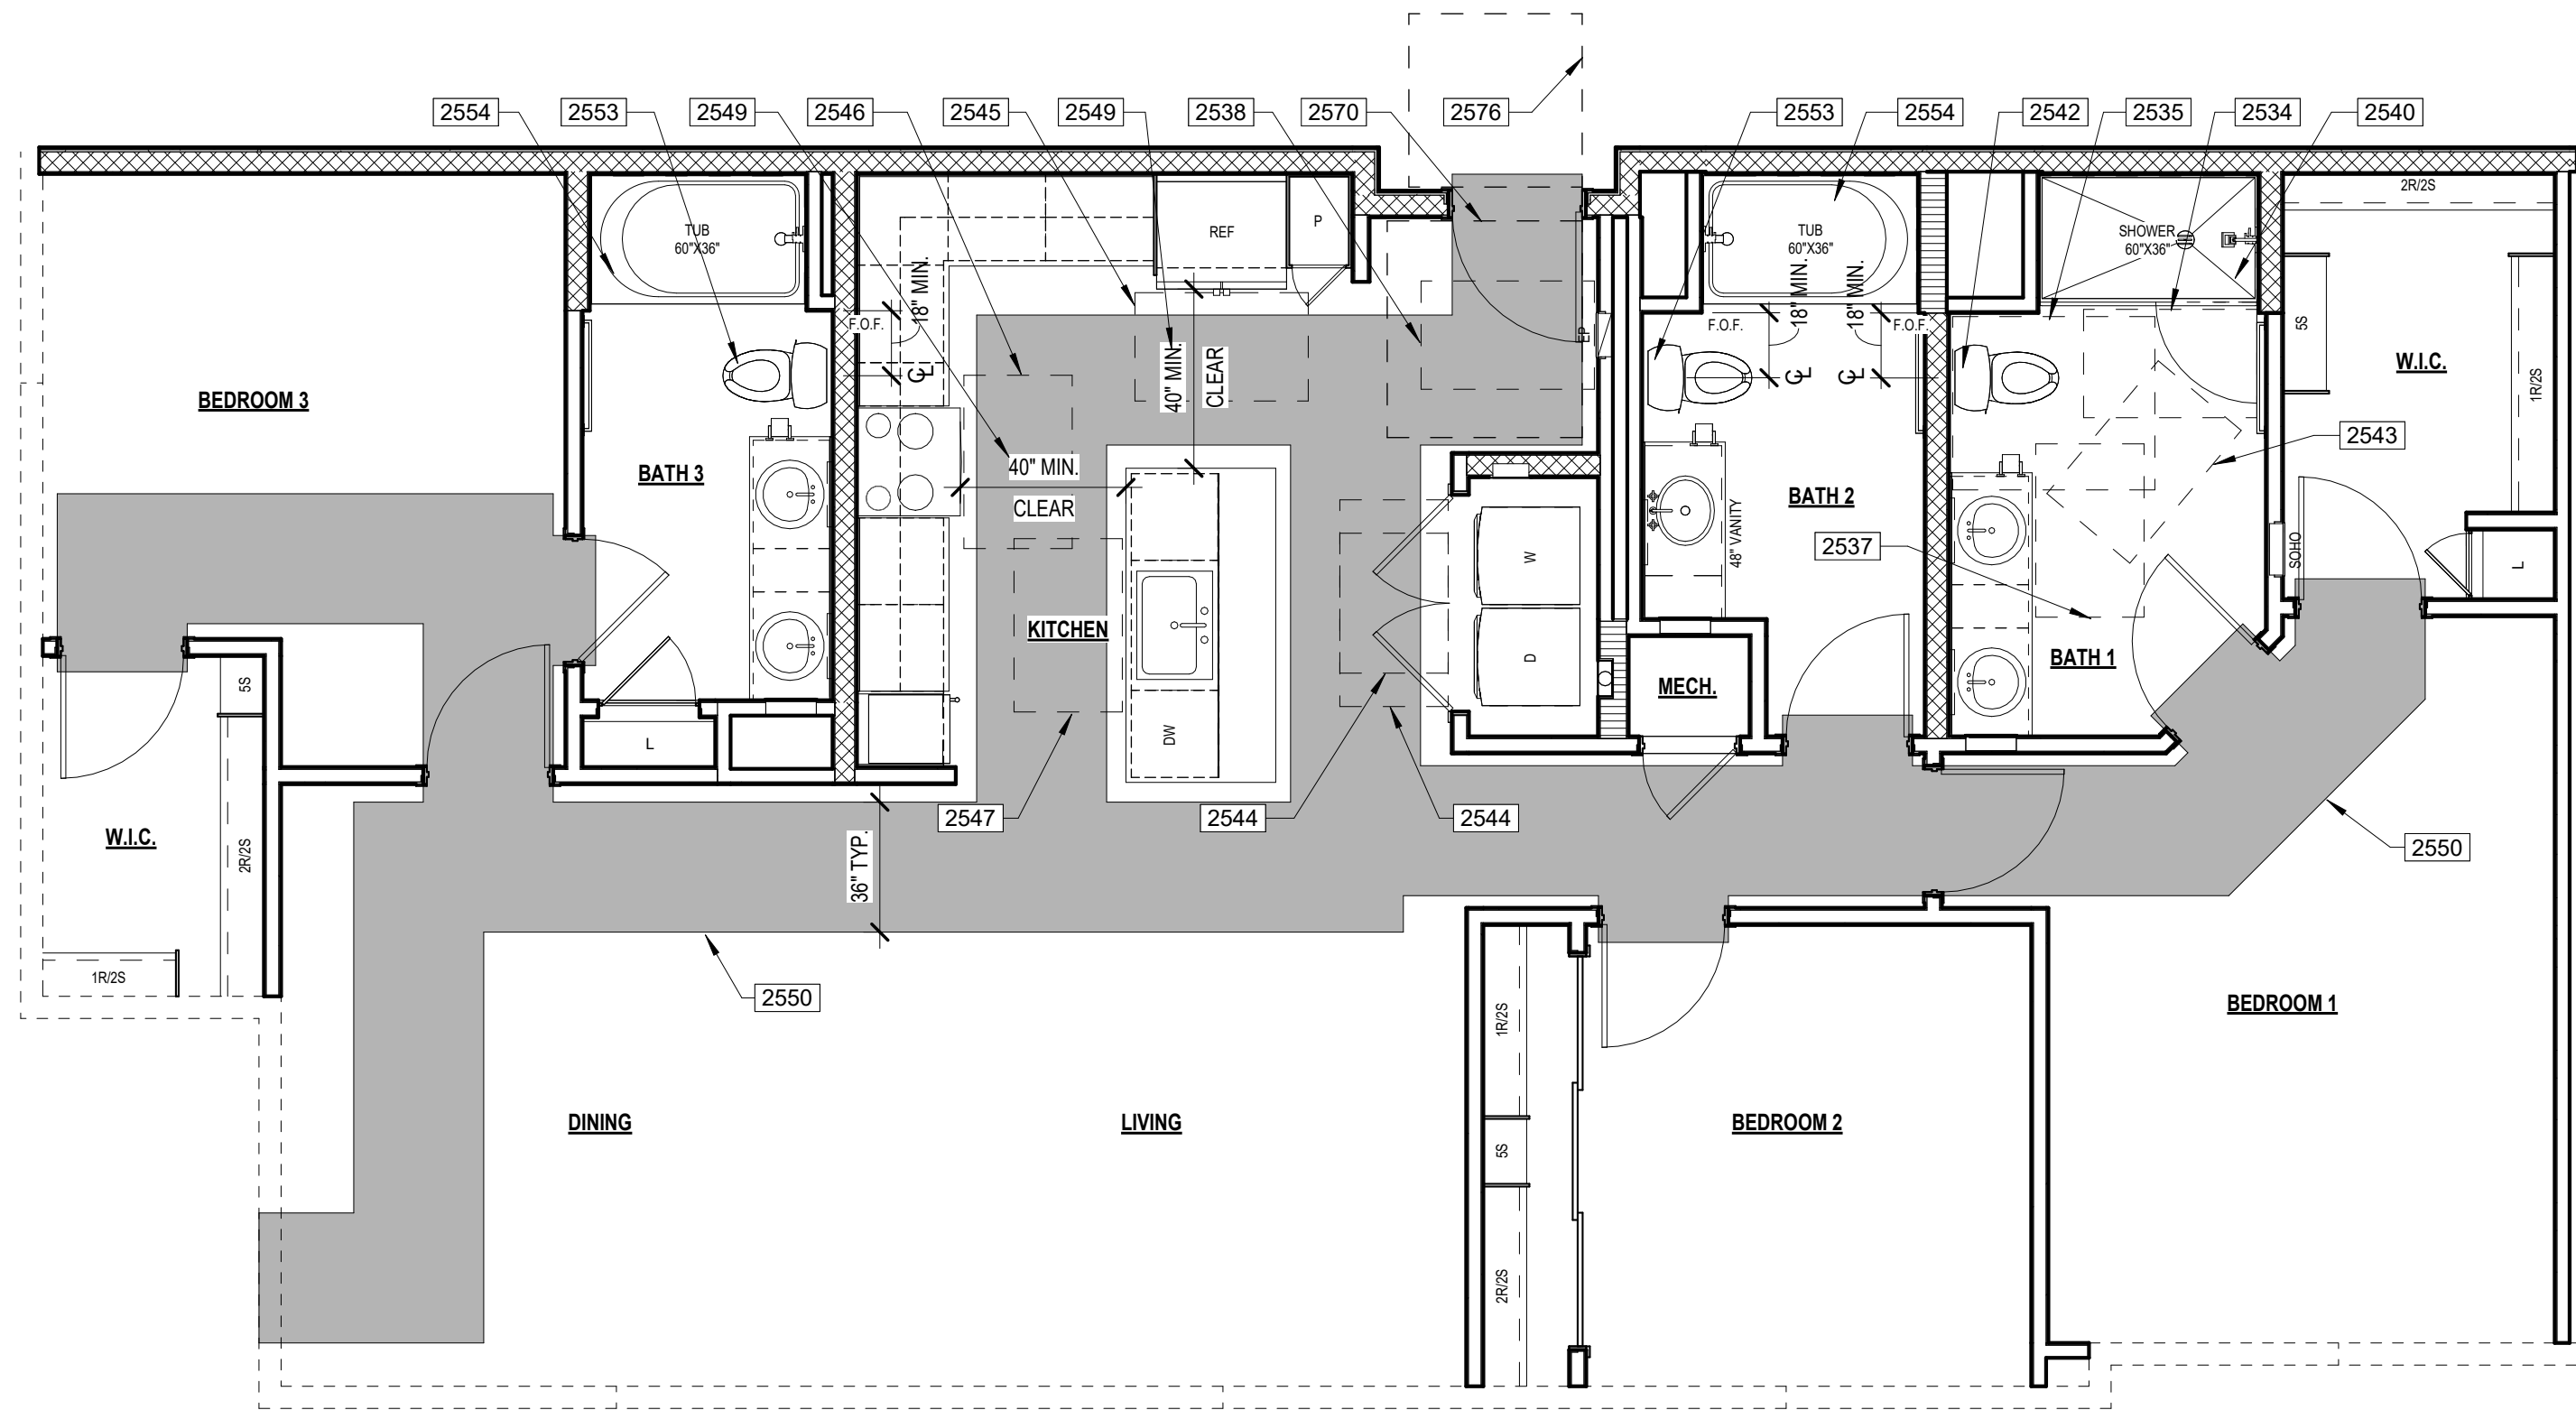 2554
2553
2549
2546
2545
2549
2538
2570
2576
2553
2554
2542
2535
2534
2540
TUB
60"X36"
REF
P
TUB
60"X36"
SHOWER
60"X36"
2R/2S
18" MIN.
F.O.F.
CL
40" MIN.
CLEAR
EP
F.O.F.
18" MIN.
CL
18" MIN.
F.O.F.
CL
5S
W.I.C.
1R/2S
BEDROOM 3
BATH 3
40" MIN.
CLEAR
BATH 2
48" VANITY
2543
2537
SOHO
L
W
D
KITCHEN
DW
MECH.
BATH 1
5S
L
W.I.C.
2R/2S
1R/2S
36" TYP.
2547
2544
2544
2550
2550
1R/2S
5S
2R/2S
BEDROOM 1
DINING
LIVING
BEDROOM 2